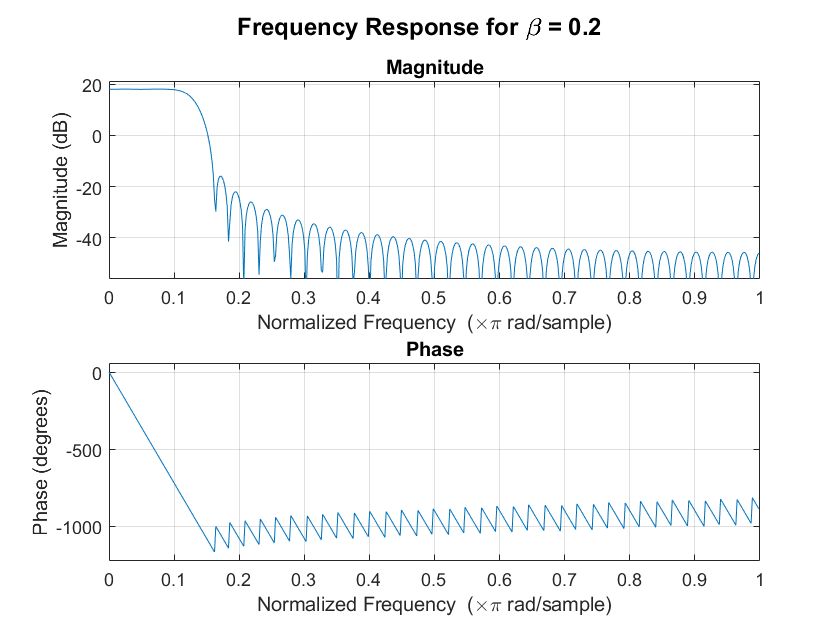 Frequency Response for β = 0.2
Magnitude
Magnitude (dB)
20
0
-20
-40
0 0.1 0.2 0.3 0.4 0.5 0.6 0.7 0.8 0.9 1
Normalized Frequency (×π rad/sample)
Phase
Phase (degrees)
0
-500
-1000
0 0.1 0.2 0.3 0.4 0.5 0.6 0.7 0.8 0.9 1
Normalized Frequency (×π rad/sample)